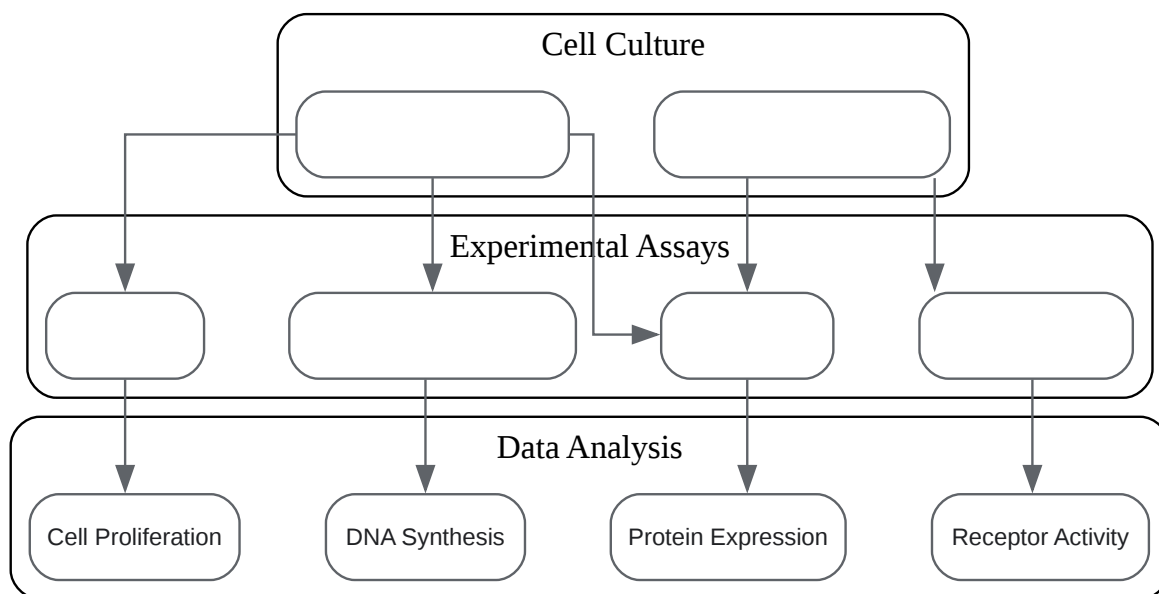 Cell Culture
Experimental Assays
Data Analysis
Cell Proliferation
DNA Synthesis
Protein Expression
Receptor Activity